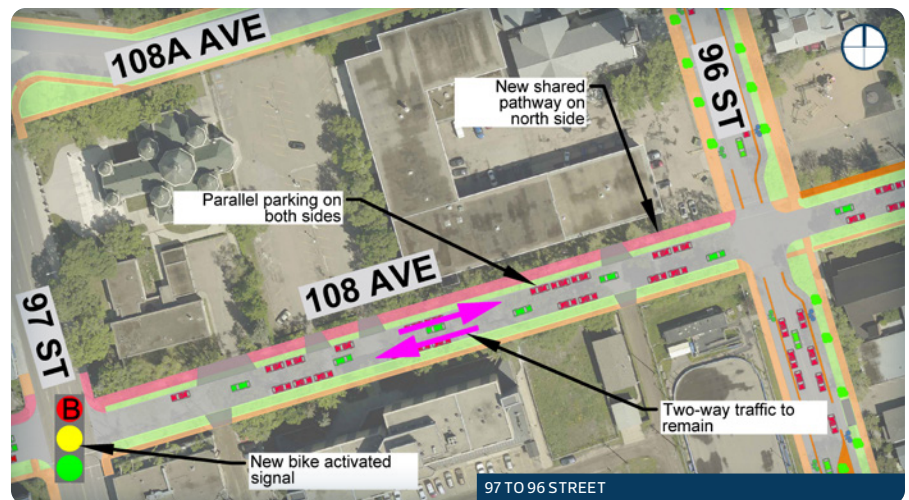 108A AVE
96 ST
New shared
pathway on
north side
Parallel parking on
both sides
108 AVE
97 ST
B
Two-way traffic to
remain
New bike activated
signal
97 TO 96 STREET